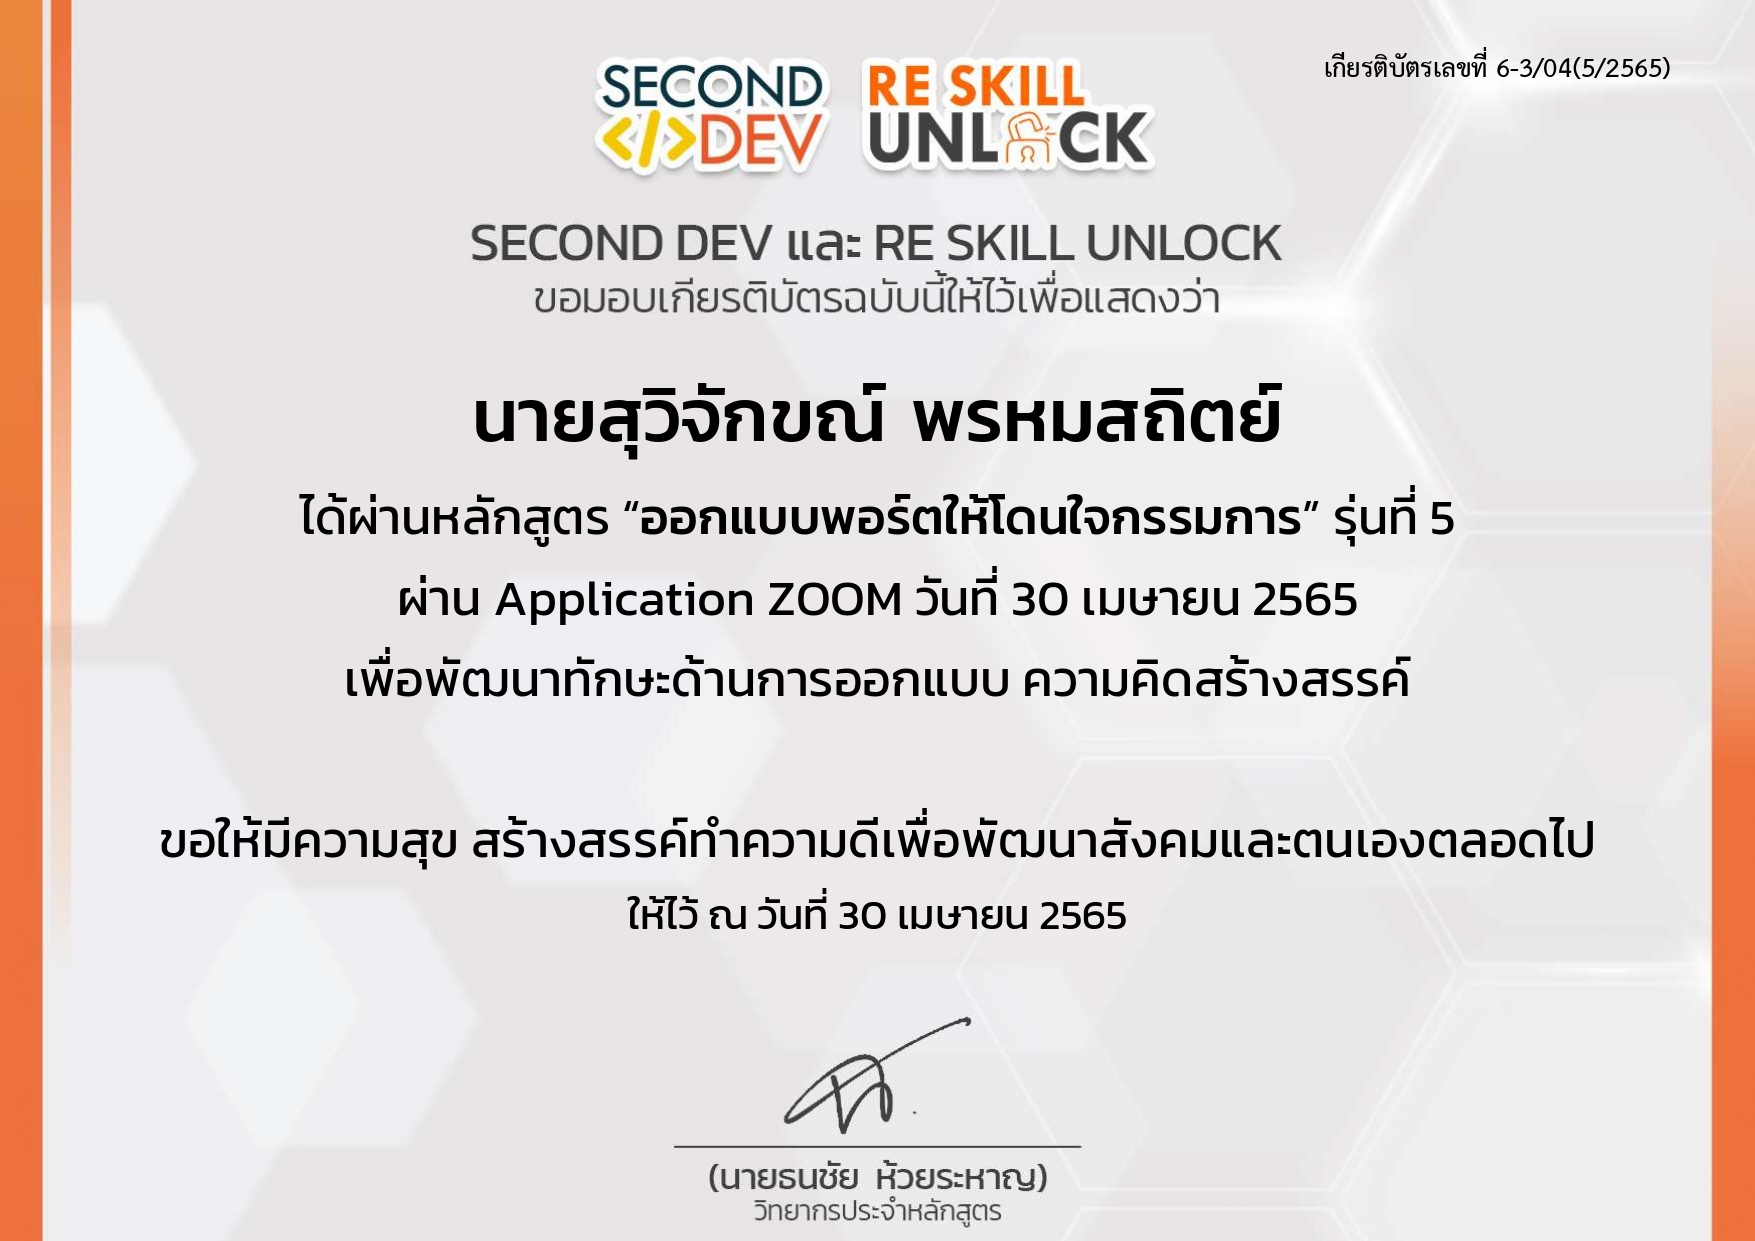 เกียรติบัตรเลขที่ 6-3/04(5/2565)
SECOND RE SKILL
</>DEV UNLOCK
SECOND DEV และ RE SKILL UNLOCK
ขอมอบเกียรติบัตรฉบับนี้ให้ไว้เพื่อแสดงว่า
นายสุวิจักขณ์ พรหมสถิตย์
ได้ผ่านหลักสูตร “ออกแบบพอร์ตให้โดนใจกรรมการ” รุ่นที่ 5
ผ่าน Application ZOOM วันที่ 30 เมษายน 2565
เพื่อพัฒนาทักษะด้านการออกแบบ ความคิดสร้างสรรค์
ขอให้มีความสุข สร้างสรรค์ทำความดีเพื่อพัฒนาสังคมและตนเองตลอดไป
ให้ไว้ ณ วันที่ 30 เมษายน 2565
(นายธนชัย ห้วยระหาญ)
วิทยากรประจำหลักสูตร